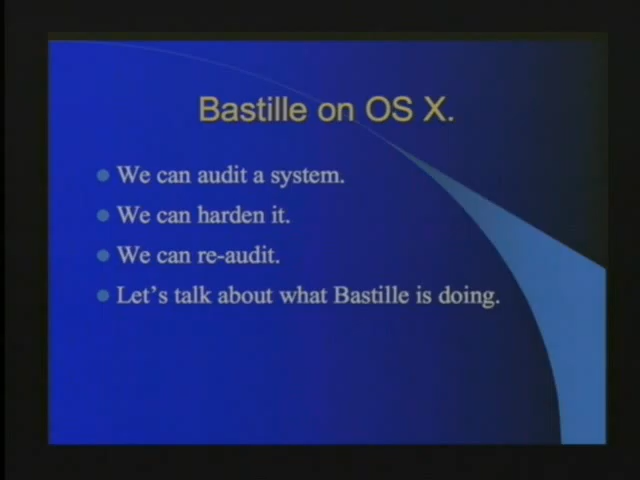 Bastille on OS X.
We can audit a system.
We can harden it.
We can re-audit.
Let's talk about what Bastille is doing.